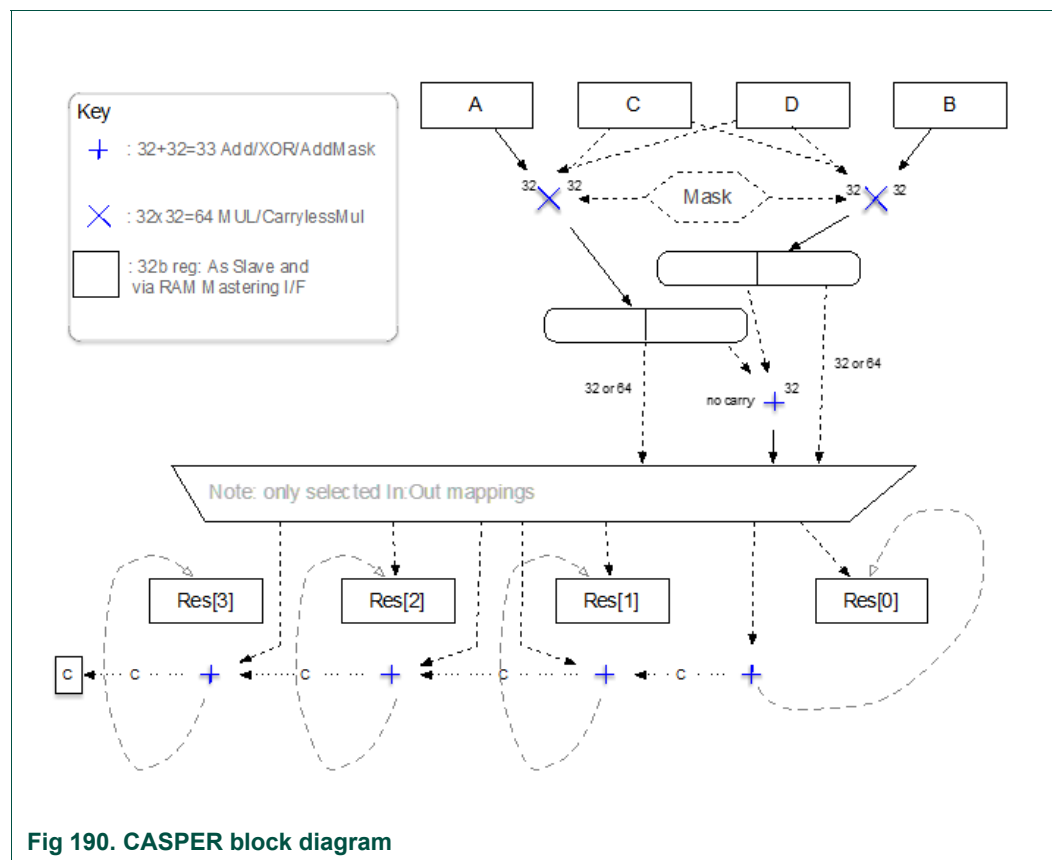 Key
: 32+32=33 Add/XOR/AddMask
: 32x32=64 MUL/CarrylessMul
: 32b reg: As Slave and
via RAM Mastering I/F
A
C
D
B
32
32
Mask
32
32
32 or 64
no carry
32
32 or 64
Note: only selected In:Out mappings
Res[3]
Res[2]
Res[1]
Res[0]
C
C
C
C
C
Fig 190. CASPER block diagram